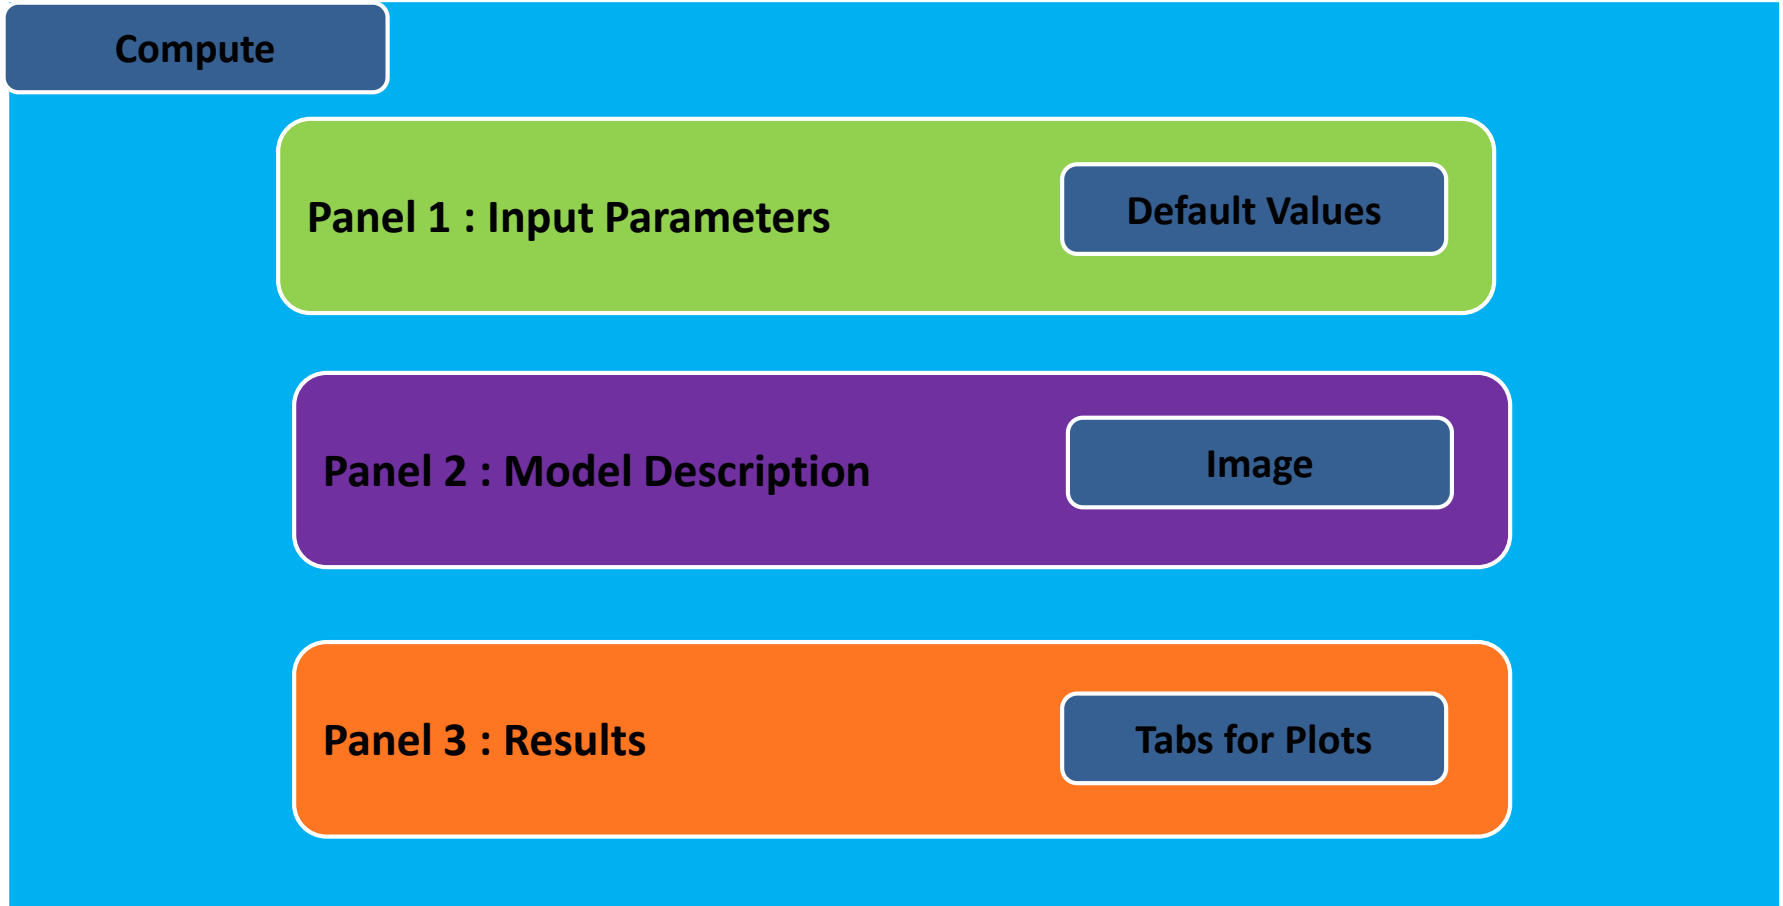 Compute
Panel 1 : Input Parameters
Default Values
Panel 2 : Model Description
Image
Panel 3 : Results
Tabs for Plots